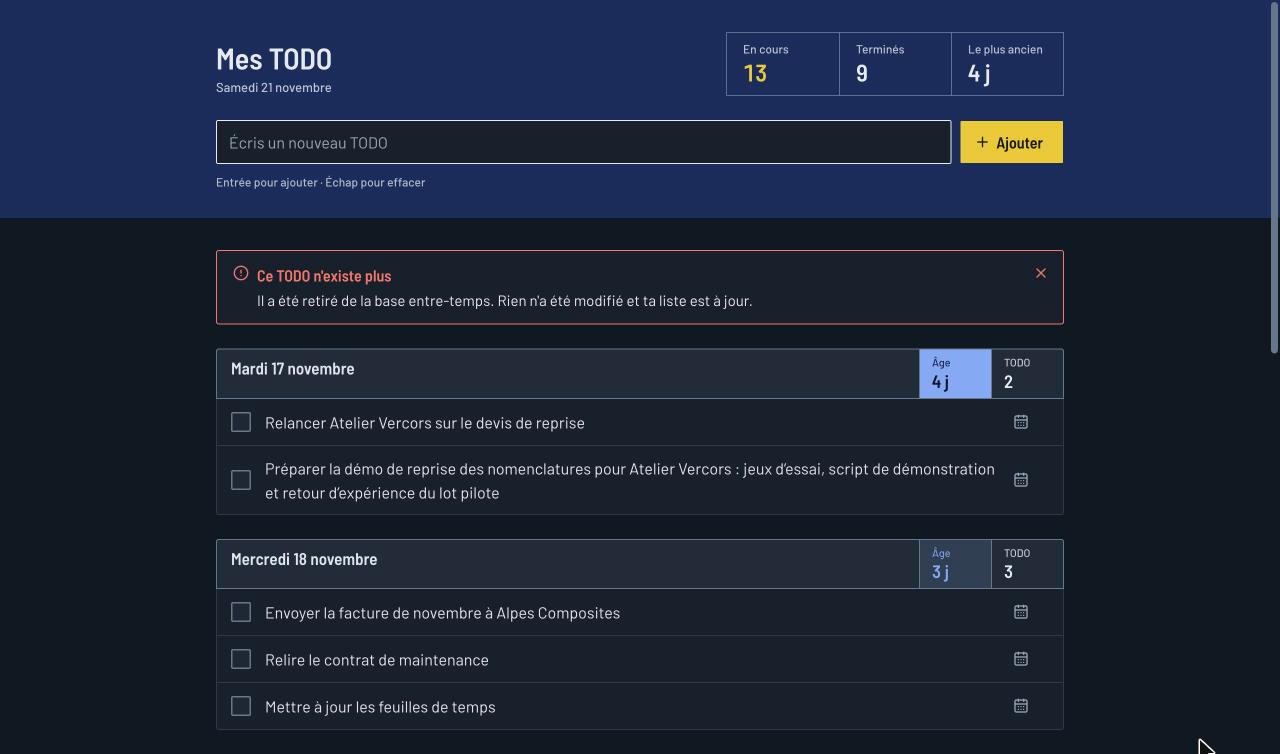 Mes TODO
Samedi 21 novembre
En cours
13
Terminés
9
Le plus ancien
4 j
Écris un nouveau TODO
Ajouter
Entrée pour ajouter · Échap pour effacer
Ce TODO n'existe plus
Il a été retiré de la base entre-temps. Rien n'a été modifié et ta liste est à jour.
Mardi 17 novembre
Âge
4 j
TODO
2
Relancer Atelier Vercors sur le devis de reprise
Préparer la démo de reprise des nomenclatures pour Atelier Vercors : jeux d’essai, script de démonstration
et retour d’expérience du lot pilote
Mercredi 18 novembre
Âge
3 j
TODO
3
Envoyer la facture de novembre à Alpes Composites
Relire le contrat de maintenance
Mettre à jour les feuilles de temps